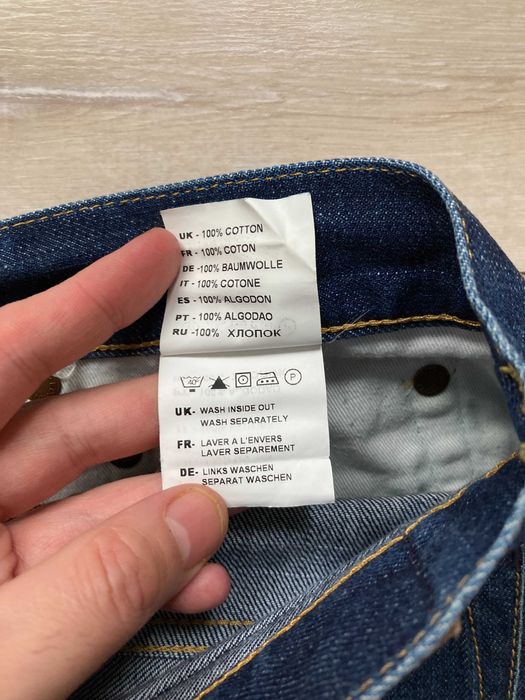 UK - 100% COTTON
FR - 100% COTON
DE -100% BAUMWOLLE
IT - 100% COTONE
ES - 100% ALGODON
PT - 100% ALGODAO
RU -100% ХЛОПОК
40 P
UK- WASH INSIDE OUT
WASH SEPARATELY
FR- LAVER A L'ENVERS
LAVER SEPAREMENT
DE- LINKS WASCHEN
SEPARAT WASCHEN